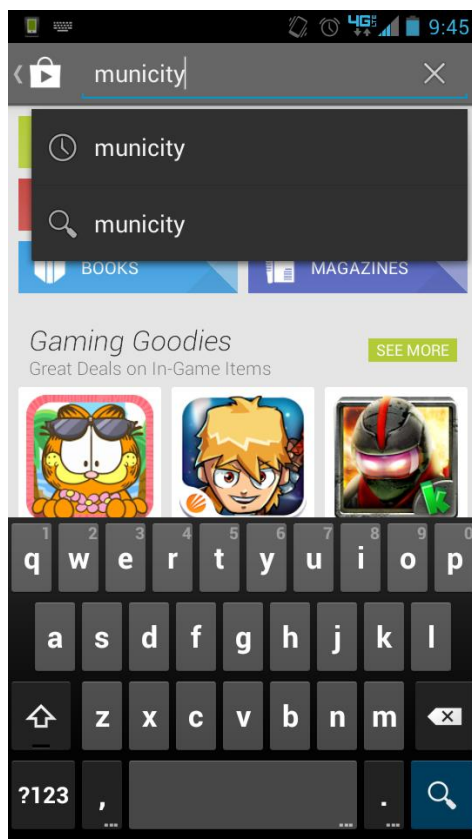 4G 9:45
municity
municity
municity
BOOKS MAGAZINES
Gaming Goodies
SEE MORE
Great Deals on In-Game Items
k
1 2 3 4 5 6 7 8 9 0
q w e r t y u i o p
a s d f g h j k l
z x c v b n m
?123 , ... ... . ...